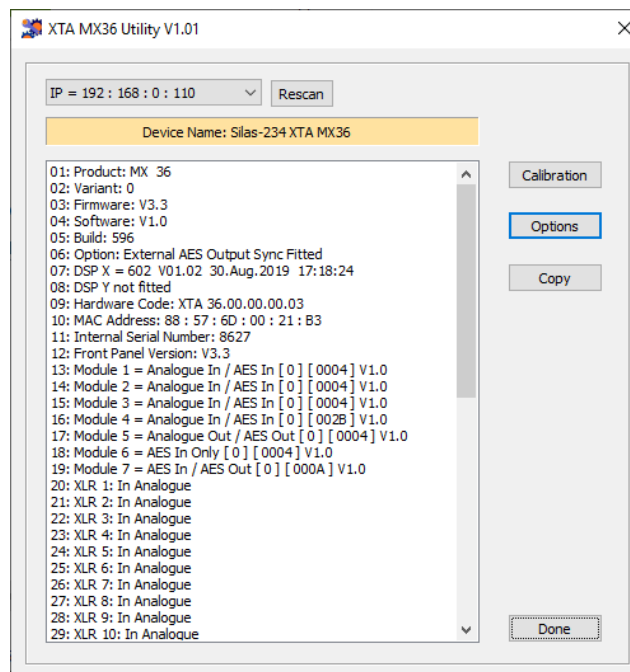 XTA MX36 Utility V1.01
IP = 192 : 168 : 0 : 110
Rescan
Device Name: Silas-234 XTA MX36
01: Product: MX 36
02: Variant: 0
03: Firmware: V3.3
04: Software: V1.0
05: Build: 596
06: Option: External AES Output Sync Fitted
07: DSP X = 602 V01.02 30.Aug.2019 17:18:24
08: DSP Y not fitted
09: Hardware Code: XTA 36.00.00.00.03
10: MAC Address: 88 : 57 : 6D : 00 : 21 : B3
11: Internal Serial Number: 8627
12: Front Panel Version: V3.3
13: Module 1 = Analogue In / AES In [ 0 ] [ 0004 ] V1.0
14: Module 2 = Analogue In / AES In [ 0 ] [ 0004 ] V1.0
15: Module 3 = Analogue In / AES In [ 0 ] [ 0004 ] V1.0
16: Module 4 = Analogue In / AES In [ 0 ] [ 002B ] V1.0
17: Module 5 = Analogue Out / AES Out [ 0 ] [ 0004 ] V1.0
18: Module 6 = AES In Only [ 0 ] [ 0004 ] V1.0
19: Module 7 = AES In / AES Out [ 0 ] [ 000A ] V1.0
20: XLR 1: In Analogue
21: XLR 2: In Analogue
22: XLR 3: In Analogue
23: XLR 4: In Analogue
24: XLR 5: In Analogue
25: XLR 6: In Analogue
26: XLR 7: In Analogue
27: XLR 8: In Analogue
28: XLR 9: In Analogue
29: XLR 10: In Analogue
Calibration
Options
Copy
Done